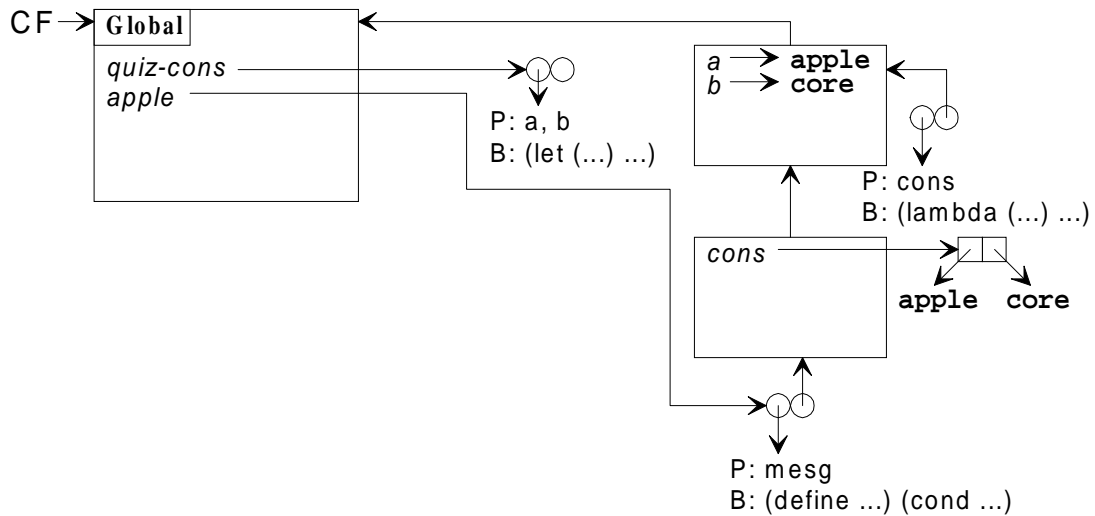 CF
Global
quiz-cons
apple
P: a, b
B: (let (...) ...)
a
apple
b
core
P: cons
B: (lambda (...) ...)
cons
apple core
P: mesg
B: (define ...) (cond ...)